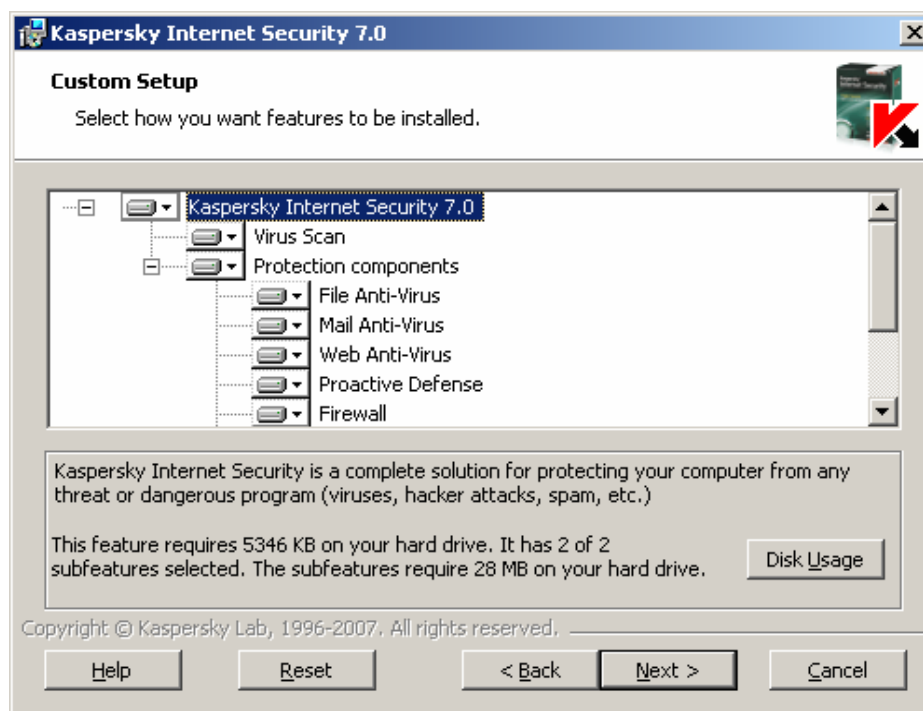 Kaspersky Internet Security 7.0
Custom Setup
Select how you want features to be installed.
Kaspersky Internet Security 7.0
Virus Scan
Protection components
File Anti-Virus
Mail Anti-Virus
Web Anti-Virus
Proactive Defense
Firewall
Kaspersky Internet Security is a complete solution for protecting your computer from any
threat or dangerous program (viruses, hacker attacks, spam, etc.)
This feature requires 5346 KB on your hard drive. It has 2 of 2
subfeatures selected. The subfeatures require 28 MB on your hard drive.
Disk Usage
Copyright © Kaspersky Lab, 1996-2007. All rights reserved.
Help
Reset
< Back
Next >
Cancel